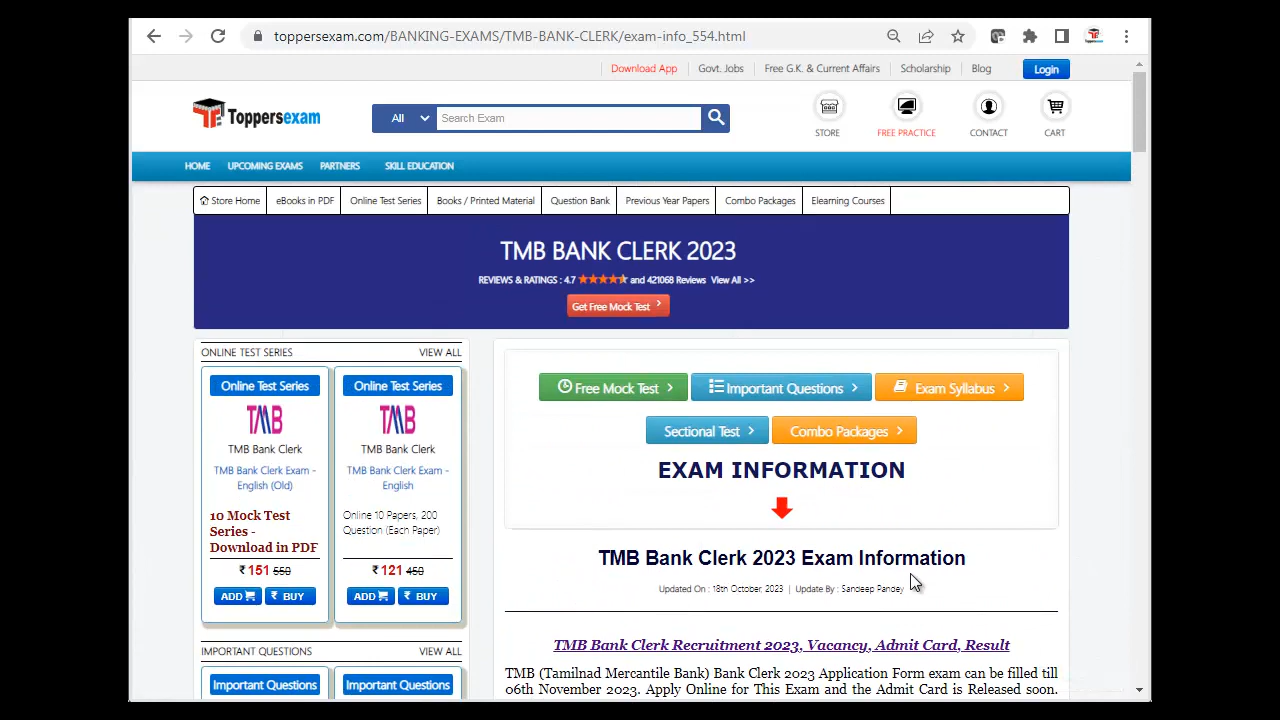 toppersexam.com/BANKING-EXAMS/TMB-BANK-CLERK/exam-info_554.html
Download App Govt. Jobs Free G.K. & Current Affairs Scholarship Blog Login
Toppersexam All Search Exam
STORE FREE PRACTICE CONTACT CART
HOME UPCOMING EXAMS PARTNERS SKILL EDUCATION
Store Home eBooks in PDF Online Test Series Books / Printed Material Question Bank Previous Year Papers Combo Packages Elearning Courses
TMB BANK CLERK 2023
REVIEWS & RATINGS : 4.7 and 421068 Reviews View All >>
Get Free Mock Test
ONLINE TEST SERIES VIEW ALL
Online Test Series
TMB
TMB Bank Clerk
TMB Bank Clerk Exam -
English (Old)
10 Mock Test
Series -
Download in PDF
₹ 151 550
ADD ₹ BUY
Online Test Series
TMB
TMB Bank Clerk
TMB Bank Clerk Exam -
English
Online 10 Papers, 200
Question (Each Paper)
₹ 121 450
ADD ₹ BUY
IMPORTANT QUESTIONS VIEW ALL
Important Questions Important Questions
Free Mock Test Important Questions Exam Syllabus
Sectional Test Combo Packages
EXAM INFORMATION
TMB Bank Clerk 2023 Exam Information
Updated On : 18th October, 2023 | Update By : Sandeep Pandey
TMB Bank Clerk Recruitment 2023, Vacancy, Admit Card, Result
TMB (Tamilnad Mercantile Bank) Bank Clerk 2023 Application Form exam can be filled till
06th November 2023. Apply Online for This Exam and the Admit Card is Released soon.